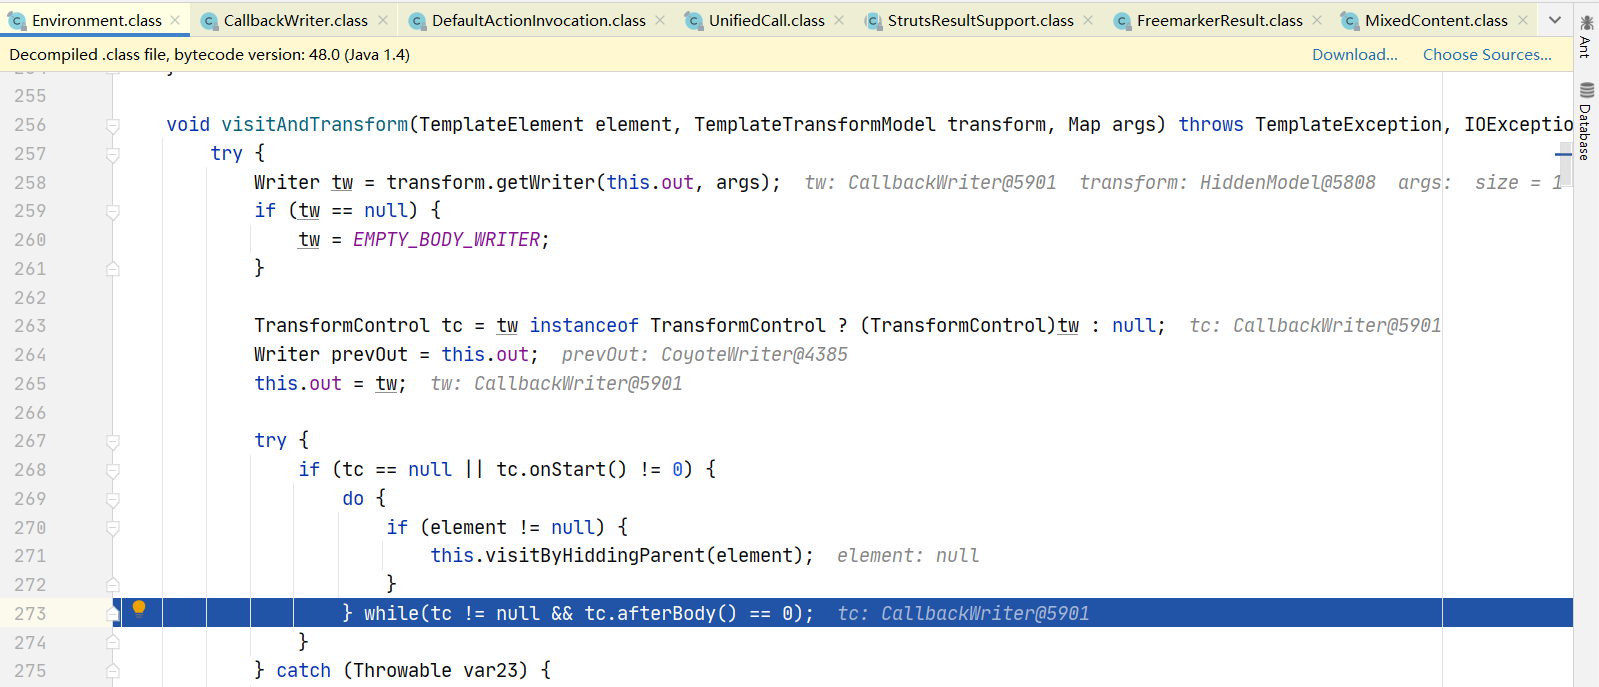 Environment.class CallbackWriter.class DefaultActionInvocation.class UnifiedCall.class StrutsResultSupport.class FreemarkerResult.class MixedContent.class
Decompiled .class file, bytecode version: 48.0 (Java 1.4) Download... Choose Sources...
Ant
Database
255
256 void visitAndTransform(TemplateElement element, TemplateTransformModel transform, Map args) throws TemplateException, IOExceptio
257 try {
258 Writer tw = transform.getWriter(this.out, args); tw: CallbackWriter@5901 transform: HiddenModel@5808 args: size = 1
259 if (tw == null) {
260 tw = EMPTY_BODY_WRITER;
261 }
262
263 TransformControl tc = tw instanceof TransformControl ? (TransformControl)tw : null; tc: CallbackWriter@5901
264 Writer prevOut = this.out; prevOut: CoyoteWriter@4385
265 this.out = tw; tw: CallbackWriter@5901
266
267 try {
268 if (tc == null || tc.onStart() != 0) {
269 do {
270 if (element != null) {
271 this.visitByHiddingParent(element); element: null
272 }
273 } while(tc != null && tc.afterBody() == 0); tc: CallbackWriter@5901
274 }
275 } catch (Throwable var23) {